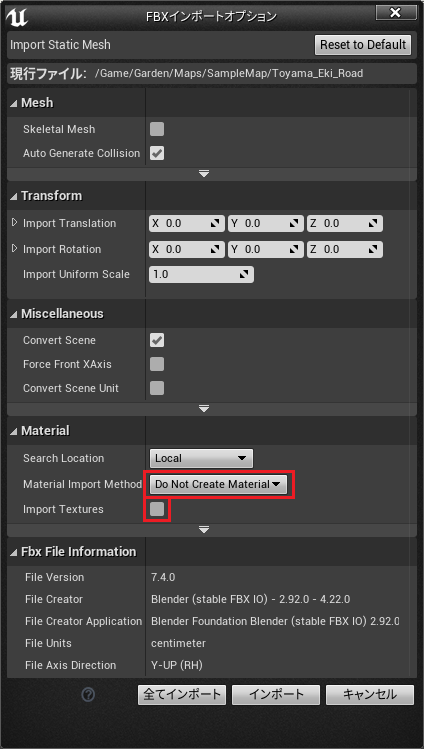 FBXインポートオプション
Import Static Mesh
Reset to Default
現行ファイル: /Game/Garden/Maps/SampleMap/Toyama_Eki_Road
Mesh
Skeletal Mesh
Auto Generate Collision
Transform
Import Translation X 0.0 Y 0.0 Z 0.0
Import Rotation X 0.0 Y 0.0 Z 0.0
Import Uniform Scale 1.0
Miscellaneous
Convert Scene
Force Front XAxis
Convert Scene Unit
Material
Search Location Local
Material Import Method Do Not Create Material
Import Textures
Fbx File Information
File Version 7.4.0
File Creator Blender (stable FBX IO) - 2.92.0 - 4.22.0
File Creator Application Blender Foundation Blender (stable FBX IO) 2.92.0
File Units centimeter
File Axis Direction Y-UP (RH)
? 全てインポート インポート キャンセル